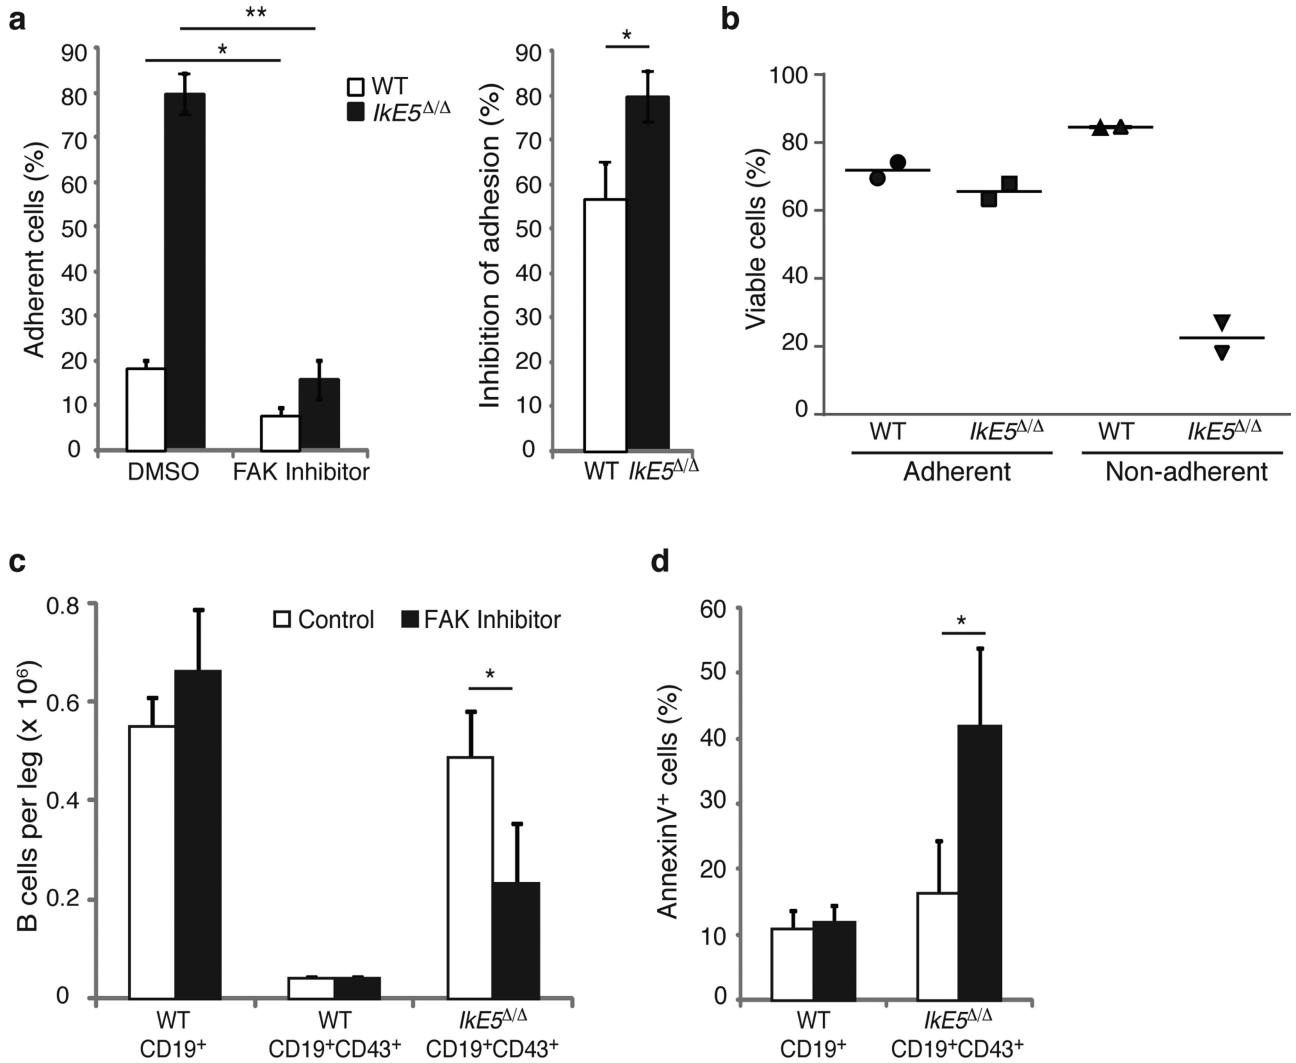 a
**
*
90
80
70
60
50
40
30
20
10
0
Adherent cells (%)
WT
IkE5Δ/Δ
DMSO
FAK Inhibitor
*
90
80
70
60
50
40
30
20
10
0
Inhibition of adhesion (%)
WT IkE5Δ/Δ
b
100
80
60
40
20
0
Viable cells (%)
WT
IkE5Δ/Δ
WT
IkE5Δ/Δ
Adherent
Non-adherent
c
0.8
0.6
0.4
0.2
0
B cells per leg (x 10⁶)
Control
FAK Inhibitor
*
WT
CD19⁺
WT
CD19⁺CD43⁺
IkE5Δ/Δ
CD19⁺CD43⁺
d
60
50
40
30
20
10
0
AnnexinV⁺ cells (%)
*
WT
CD19⁺
IkE5Δ/Δ
CD19⁺CD43⁺